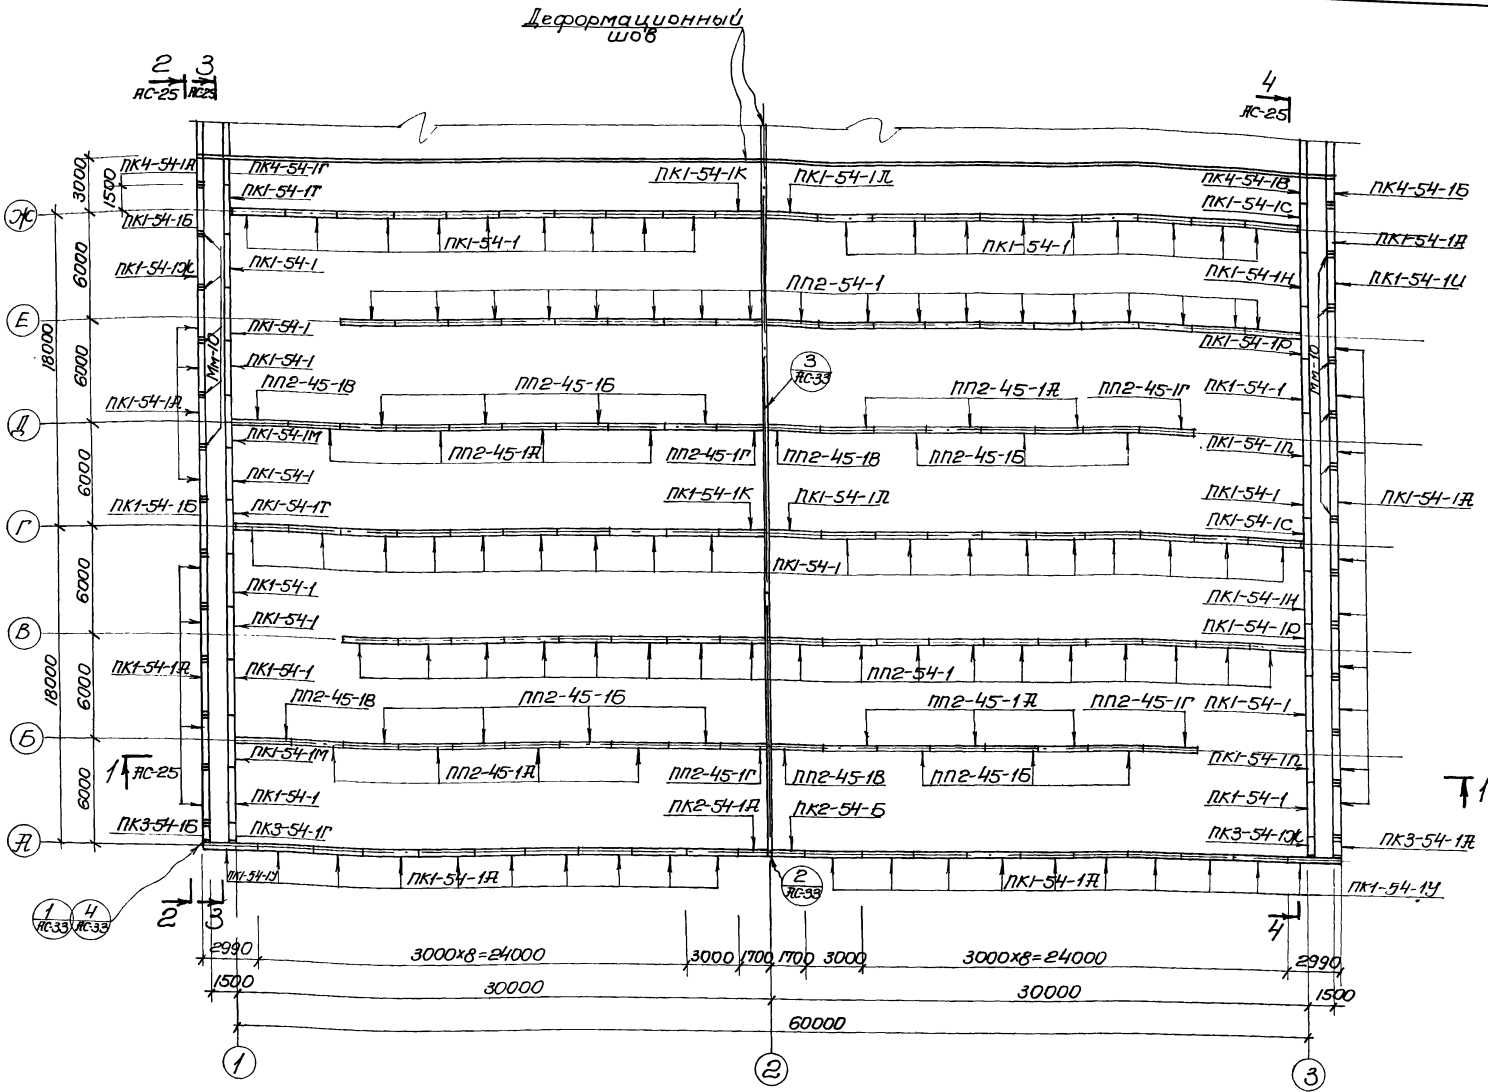 Деформационный
шов
2 3 4
АС-25 АС25 АС-25
3000 1500 ПК4-54-1А ПК4-54-1Г ПК1-54-1К ПК1-54-1Л ПК4-54-1В ПК4-54-1Б
ПК1-54-1Т ПК1-54-1С
Ж ПК1-54-1Б
ПК1-54-1 ПК1-54-1 ПК1-54-1А
6000 ПК1-54-1Ж ПК1-54-1 ПП2-54-1 ПК1-54-1Н ПК1-54-1И
Е
18000 ПК1-54-1 ПК1-54-1Р
6000 Мм-10 ПК1-54-1 3 Мм-10
АС-33
ПП2-45-1В ПП2-45-1Б ПП2-45-1А ПП2-45-1Г ПК1-54-1
ПК1-54-1А
Д
ПК1-54-1М ПК1-54-1П
ПП2-45-1А ПП2-45-1Г ПП2-45-1В ПП2-45-1Б
6000 ПК1-54-1
ПК1-54-1Б ПК1-54-1Т ПК1-54-1К ПК1-54-1Л ПК1-54-1 ПК1-54-1А
Г ПК1-54-1С
ПК1-54-1
6000 ПК1-54-1 ПК1-54-1Н
ПК1-54-1
В ПК1-54-1Р
18000 6000 ПК1-54-1А ПК1-54-1 ПП2-54-1
ПП2-45-1В ПП2-45-1Б ПП2-45-1А ПП2-45-1Г ПК1-54-1
Б
ПК1-54-1М ПК1-54-1П
1 АС-25 ПП2-45-1А ПП2-45-1Г ПП2-45-1В ПП2-45-1Б 1
6000 ПК1-54-1 ПК2-54-1А ПК2-54-Б ПК1-54-1
ПК3-54-1Б ПК3-54-1Г ПК3-54-1Ж ПК3-54-1А
А
ПК1-54-1У ПК1-54-1А 2 ПК1-54-1А ПК1-54-1У
АС-33
1 4 2 3 4
АС-33 АС-33
2990 3000х8=24000 3000 1700 1700 3000 3000х8=24000 2990
1500 30000 30000 1500
60000
1 2 3